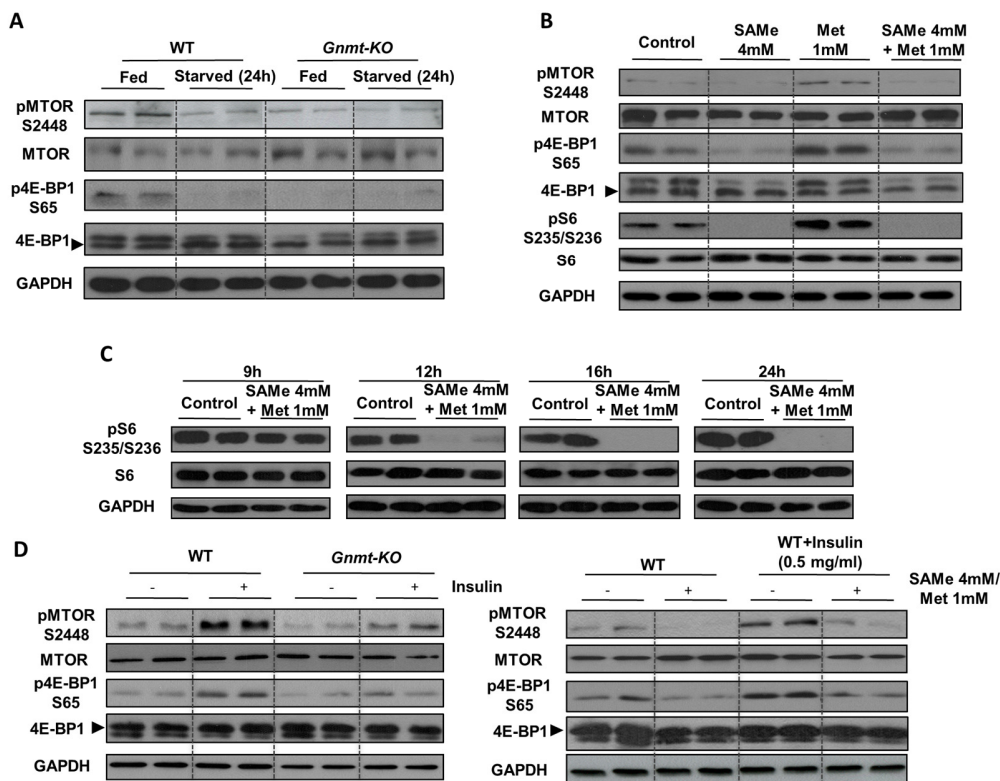 A
WT Gnmt-KO
Fed Starved (24h) Fed Starved (24h)
pMTOR
S2448
MTOR
p4E-BP1
S65
4E-BP1
GAPDH
B
Control SAMe Met SAMe 4mM
4mM 1mM + Met 1mM
pMTOR
S2448
MTOR
p4E-BP1
S65
4E-BP1
pS6
S235/S236
S6
GAPDH
C
9h 12h 16h 24h
Control SAMe 4mM Control SAMe 4mM Control SAMe 4mM Control SAMe 4mM
+ Met 1mM + Met 1mM + Met 1mM + Met 1mM
pS6
S235/S236
S6
GAPDH
D
WT Gnmt-KO
- + - + Insulin
pMTOR
S2448
MTOR
p4E-BP1
S65
4E-BP1
GAPDH
WT WT+Insulin
(0.5 mg/ml)
- + - + SAMe 4mM/
Met 1mM
pMTOR
S2448
MTOR
p4E-BP1
S65
4E-BP1
GAPDH